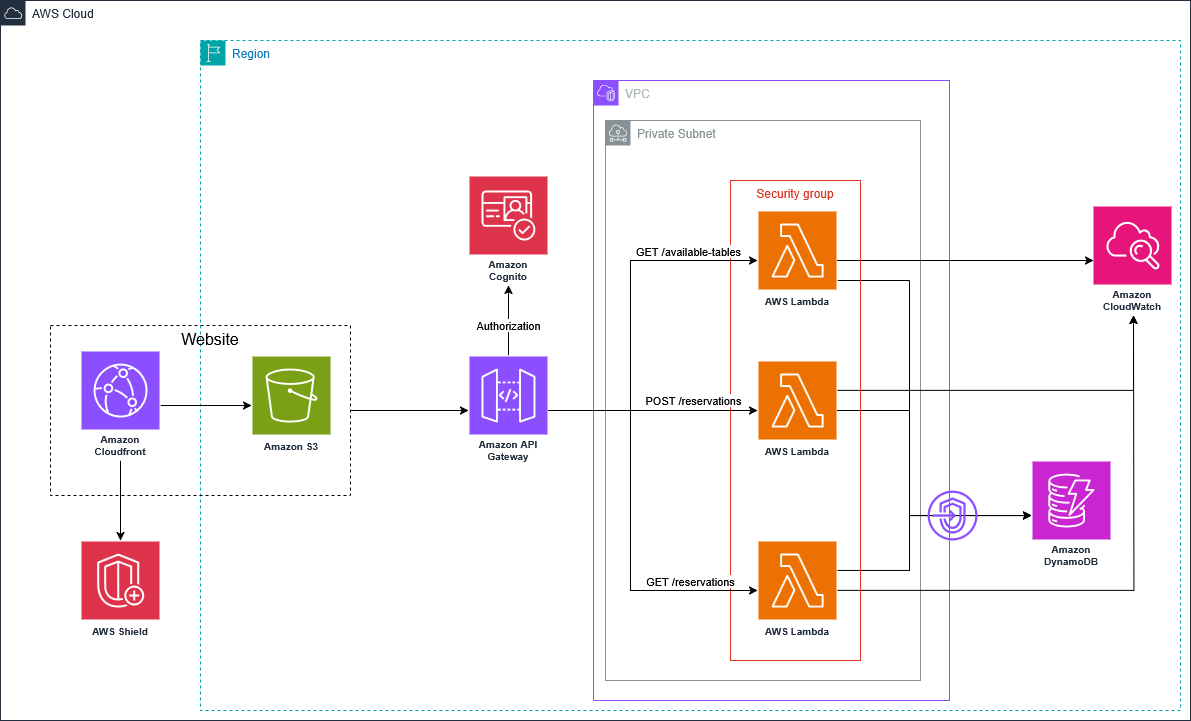 AWS Cloud
Region
VPC
Private Subnet
Security group
Amazon
Cognito
GET /available-tables
AWS Lambda
Amazon
CloudWatch
Authorization
Website
Amazon
Cloudfront
Amazon S3
Amazon API
Gateway
POST /reservations
AWS Lambda
Amazon
DynamoDB
GET /reservations
AWS Shield
AWS Lambda